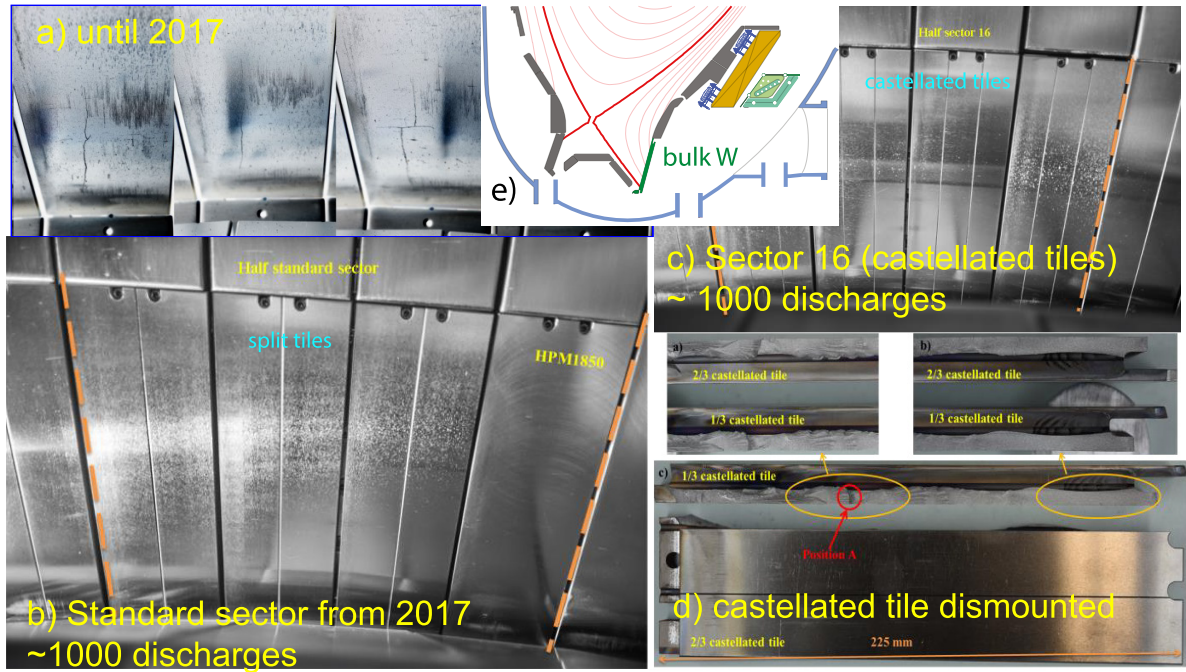 a) until 2017
e)
bulk W
Half sector 16
castellated tiles
c) Sector 16 (castellated tiles)
~ 1000 discharges
Half standard sector
split tiles
HPM1850
b) Standard sector from 2017
~1000 discharges
a)
2/3 castellated tile
1/3 castellated tile
b)
2/3 castellated tile
1/3 castellated tile
c)
1/3 castellated tile
Position A
d) castellated tile dismounted
2/3 castellated tile
225 mm